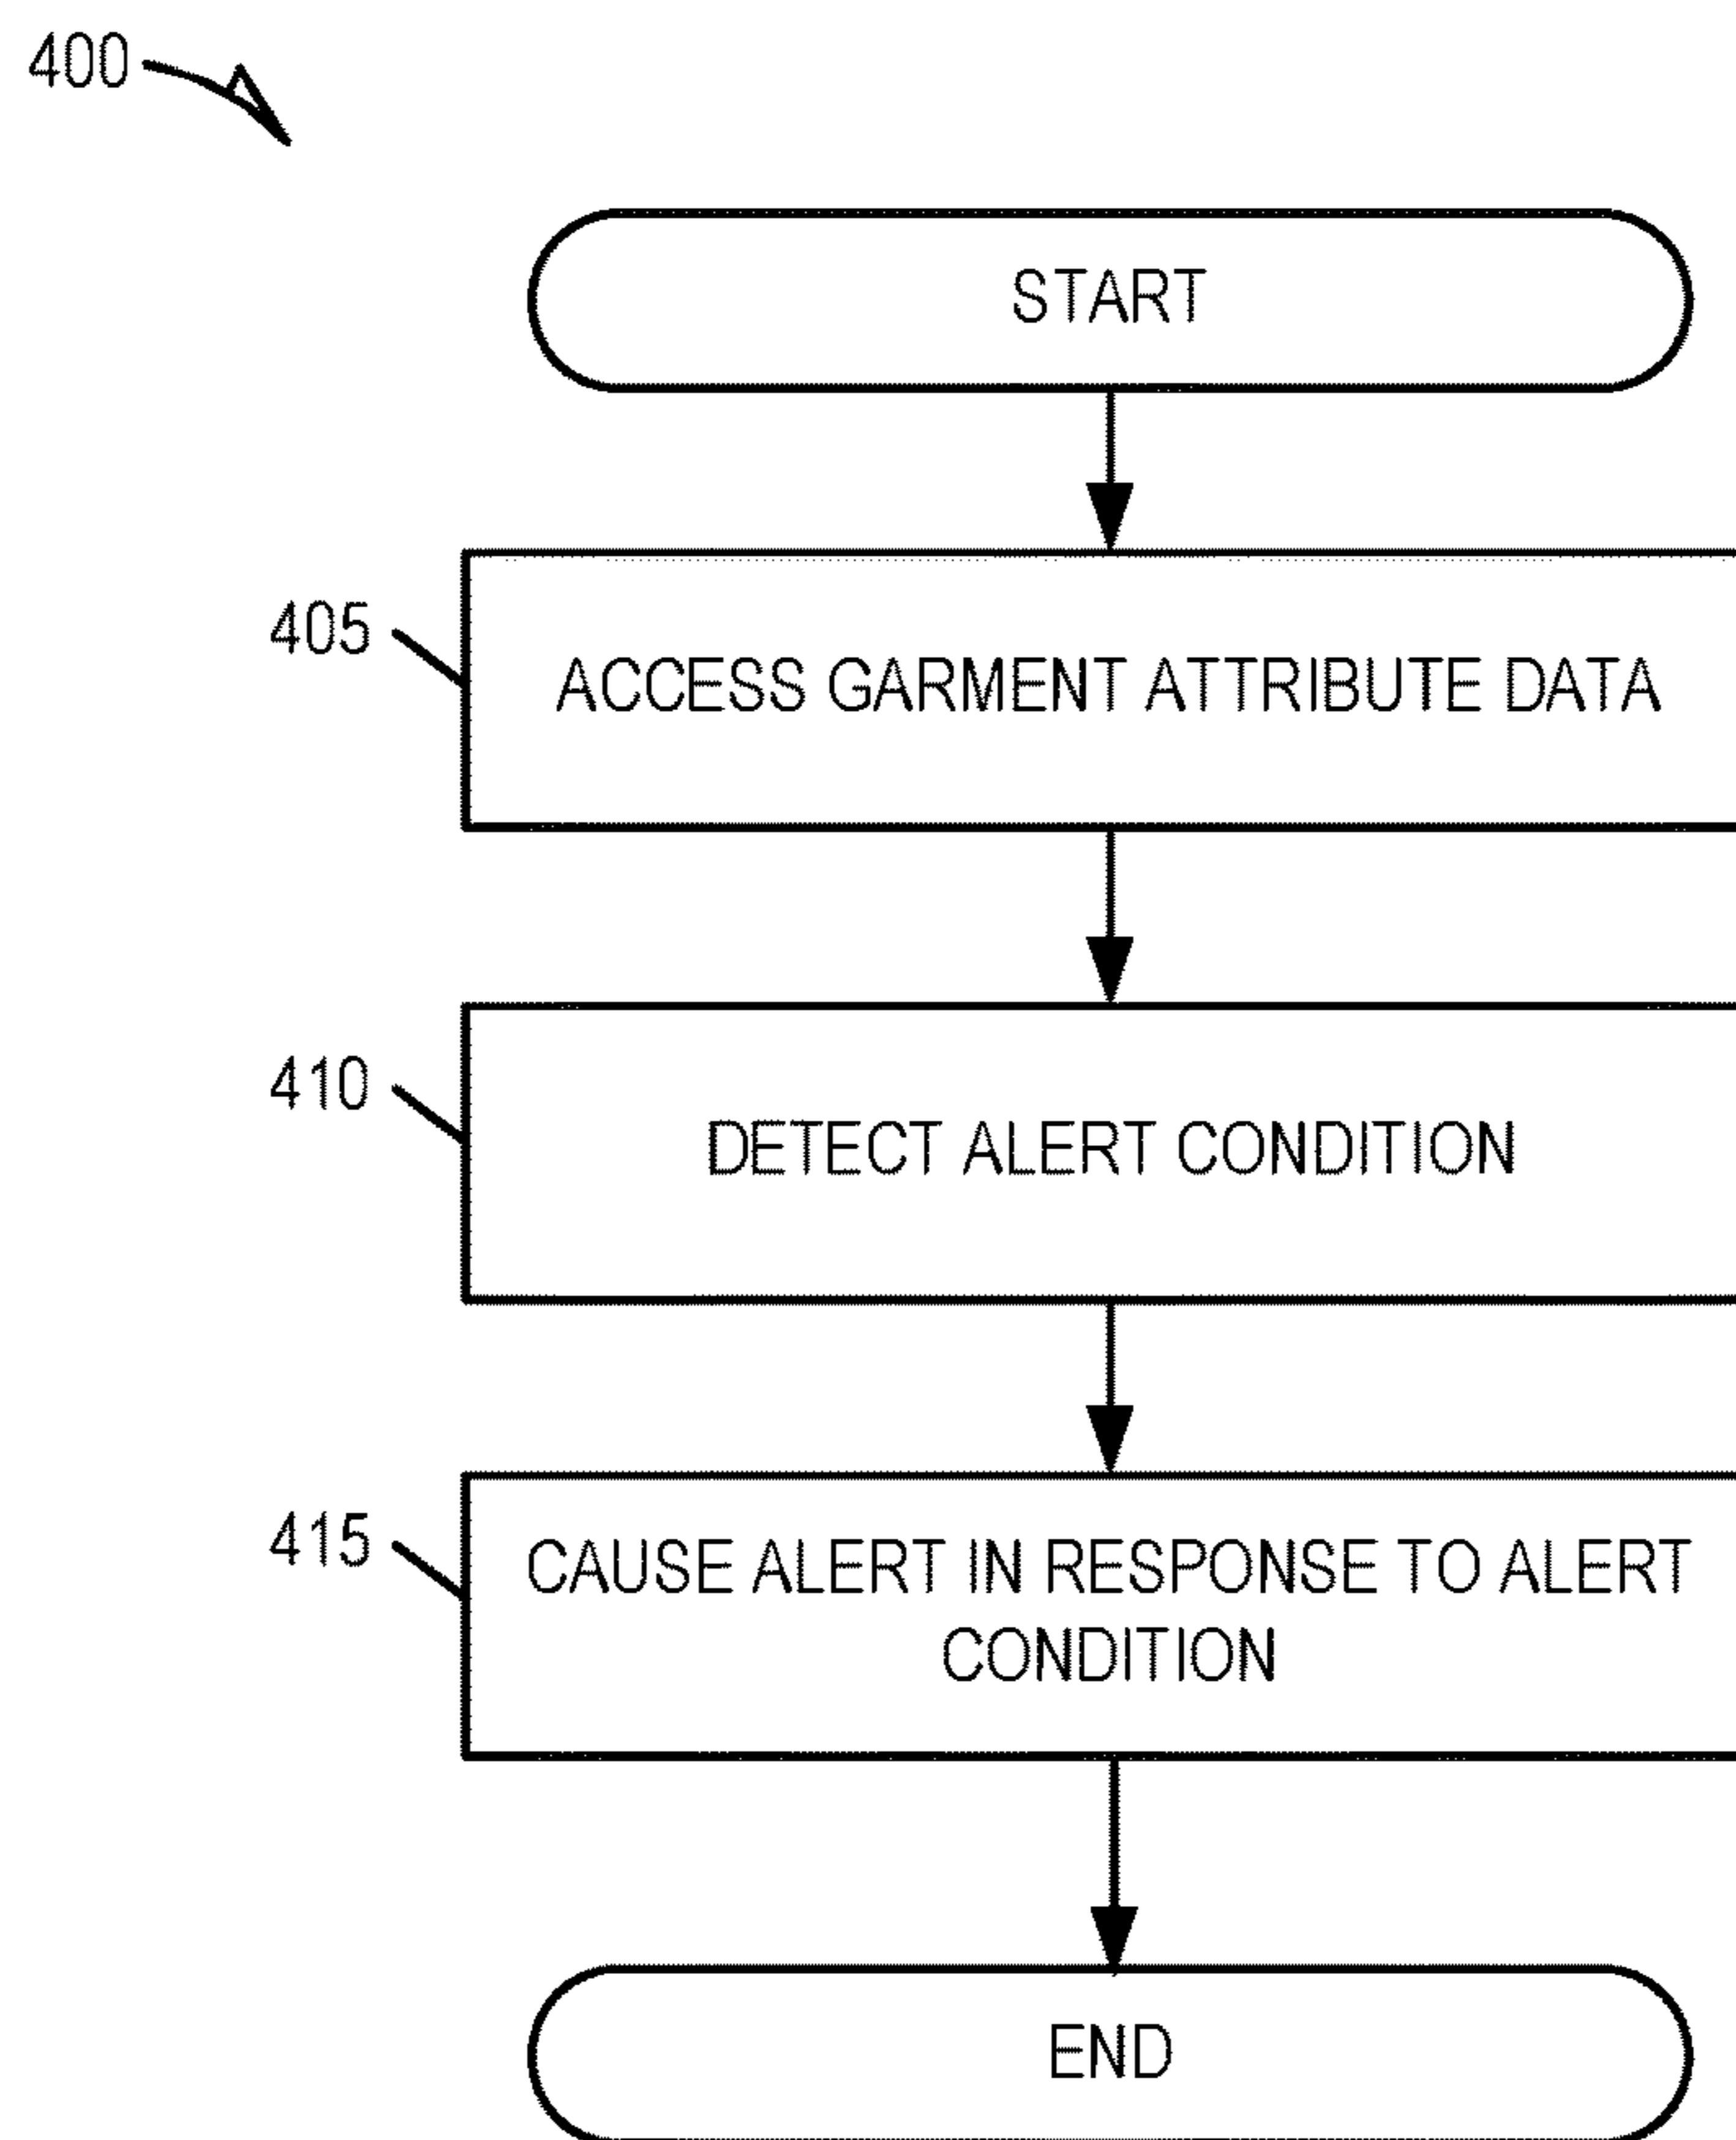 400
START
405
ACCESS GARMENT ATTRIBUTE DATA
410
DETECT ALERT CONDITION
415
CAUSE ALERT IN RESPONSE TO ALERT
CONDITION
END